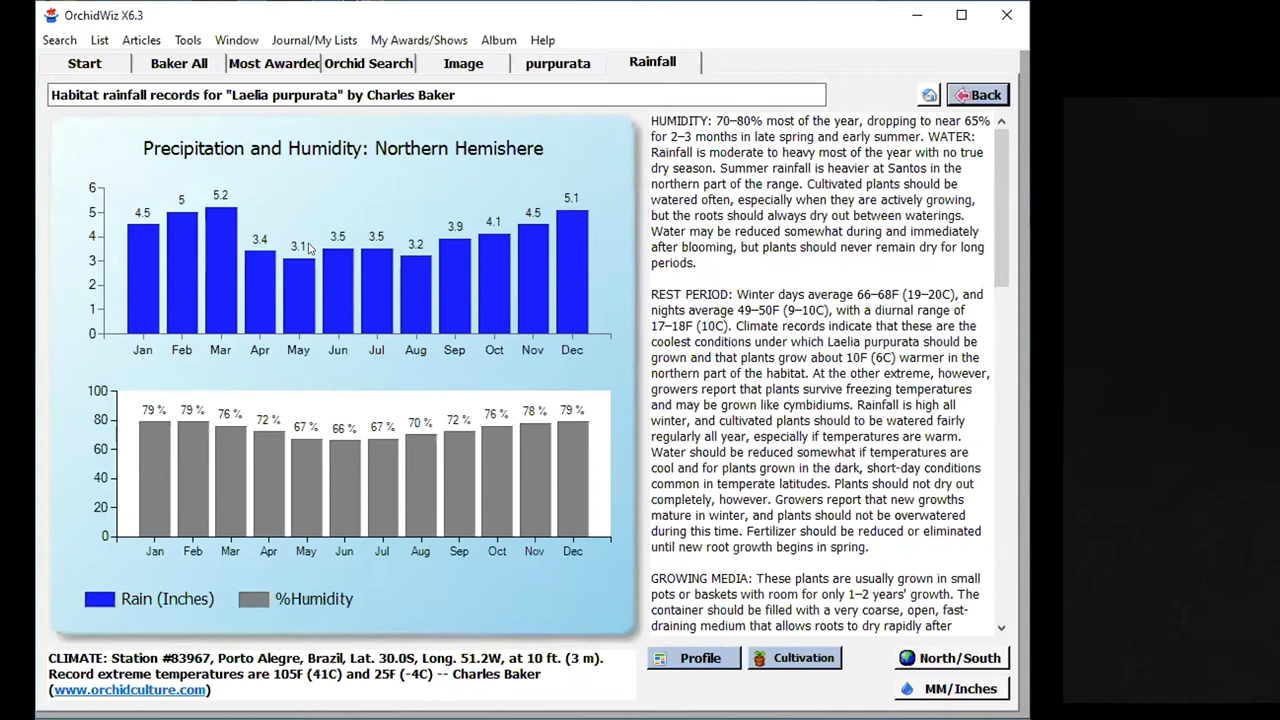 OrchidWiz X6.3
Search List Articles Tools Window Journal/My Lists My Awards/Shows Album Help
Start Baker All Most Awarded Orchid Search Image purpurata Rainfall
Habitat rainfall records for "Laelia purpurata" by Charles Baker
Back
Precipitation and Humidity: Northern Hemishere
6
5
4
3
2
1
0
4.5 5 5.2 3.4 3.1 3.5 3.5 3.2 3.9 4.1 4.5 5.1
Jan Feb Mar Apr May Jun Jul Aug Sep Oct Nov Dec
100
80
60
40
20
0
79 % 79 % 76 % 72 % 67 % 66 % 67 % 70 % 72 % 76 % 78 % 79 %
Jan Feb Mar Apr May Jun Jul Aug Sep Oct Nov Dec
Rain (Inches) %Humidity
CLIMATE: Station #83967, Porto Alegre, Brazil, Lat. 30.0S, Long. 51.2W, at 10 ft. (3 m).
Record extreme temperatures are 105F (41C) and 25F (-4C) -- Charles Baker
(www.orchidculture.com)
HUMIDITY: 70–80% most of the year, dropping to near 65%
for 2–3 months in late spring and early summer. WATER:
Rainfall is moderate to heavy most of the year with no true
dry season. Summer rainfall is heavier at Santos in the
northern part of the range. Cultivated plants should be
watered often, especially when they are actively growing,
but the roots should always dry out between waterings.
Water may be reduced somewhat during and immediately
after blooming, but plants should never remain dry for long
periods.
REST PERIOD: Winter days average 66–68F (19–20C), and
nights average 49–50F (9–10C), with a diurnal range of
17–18F (10C). Climate records indicate that these are the
coolest conditions under which Laelia purpurata should be
grown and that plants grow about 10F (6C) warmer in the
northern part of the habitat. At the other extreme, however,
growers report that plants survive freezing temperatures
and may be grown like cymbidiums. Rainfall is high all
winter, and cultivated plants should to be watered fairly
regularly all year, especially if temperatures are warm.
Water should be reduced somewhat if temperatures are
cool and for plants grown in the dark, short-day conditions
common in temperate latitudes. Plants should not dry out
completely, however. Growers report that new growths
mature in winter, and plants should not be overwatered
during this time. Fertilizer should be reduced or eliminated
until new root growth begins in spring.
GROWING MEDIA: These plants are usually grown in small
pots or baskets with room for only 1–2 years' growth. The
container should be filled with a very coarse, open, fast-
draining medium that allows roots to dry rapidly after
Profile Cultivation North/South
MM/Inches